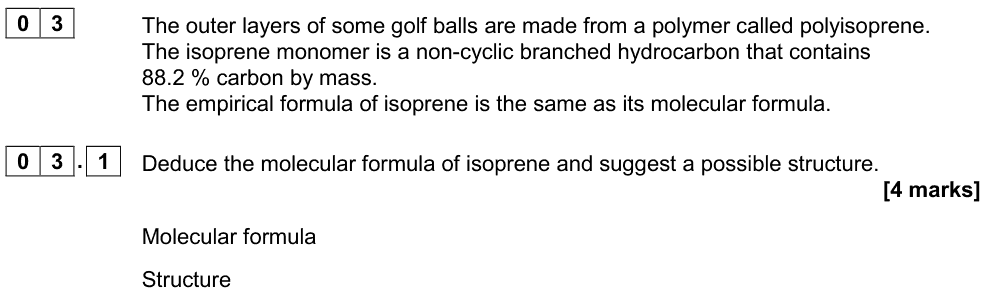 0 3 The outer layers of some golf balls are made from a polymer called polyisoprene.
The isoprene monomer is a non-cyclic branched hydrocarbon that contains
88.2 % carbon by mass.
The empirical formula of isoprene is the same as its molecular formula.
0 3 . 1 Deduce the molecular formula of isoprene and suggest a possible structure.
[4 marks]
Molecular formula
Structure